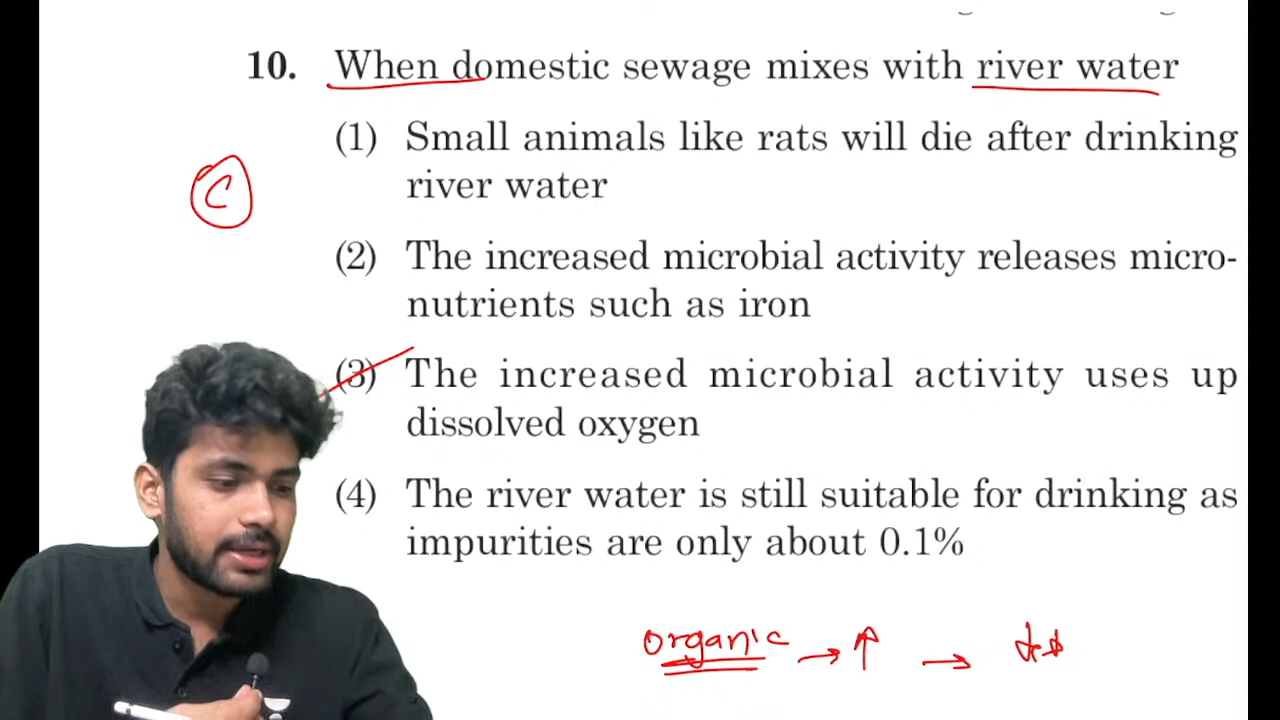 10. When domestic sewage mixes with river water
(1) Small animals like rats will die after drinking
river water
C
(2) The increased microbial activity releases micro-
nutrients such as iron
(3) The increased microbial activity uses up
dissolved oxygen
(4) The river water is still suitable for drinking as
impurities are only about 0.1%
organic → ↑ →